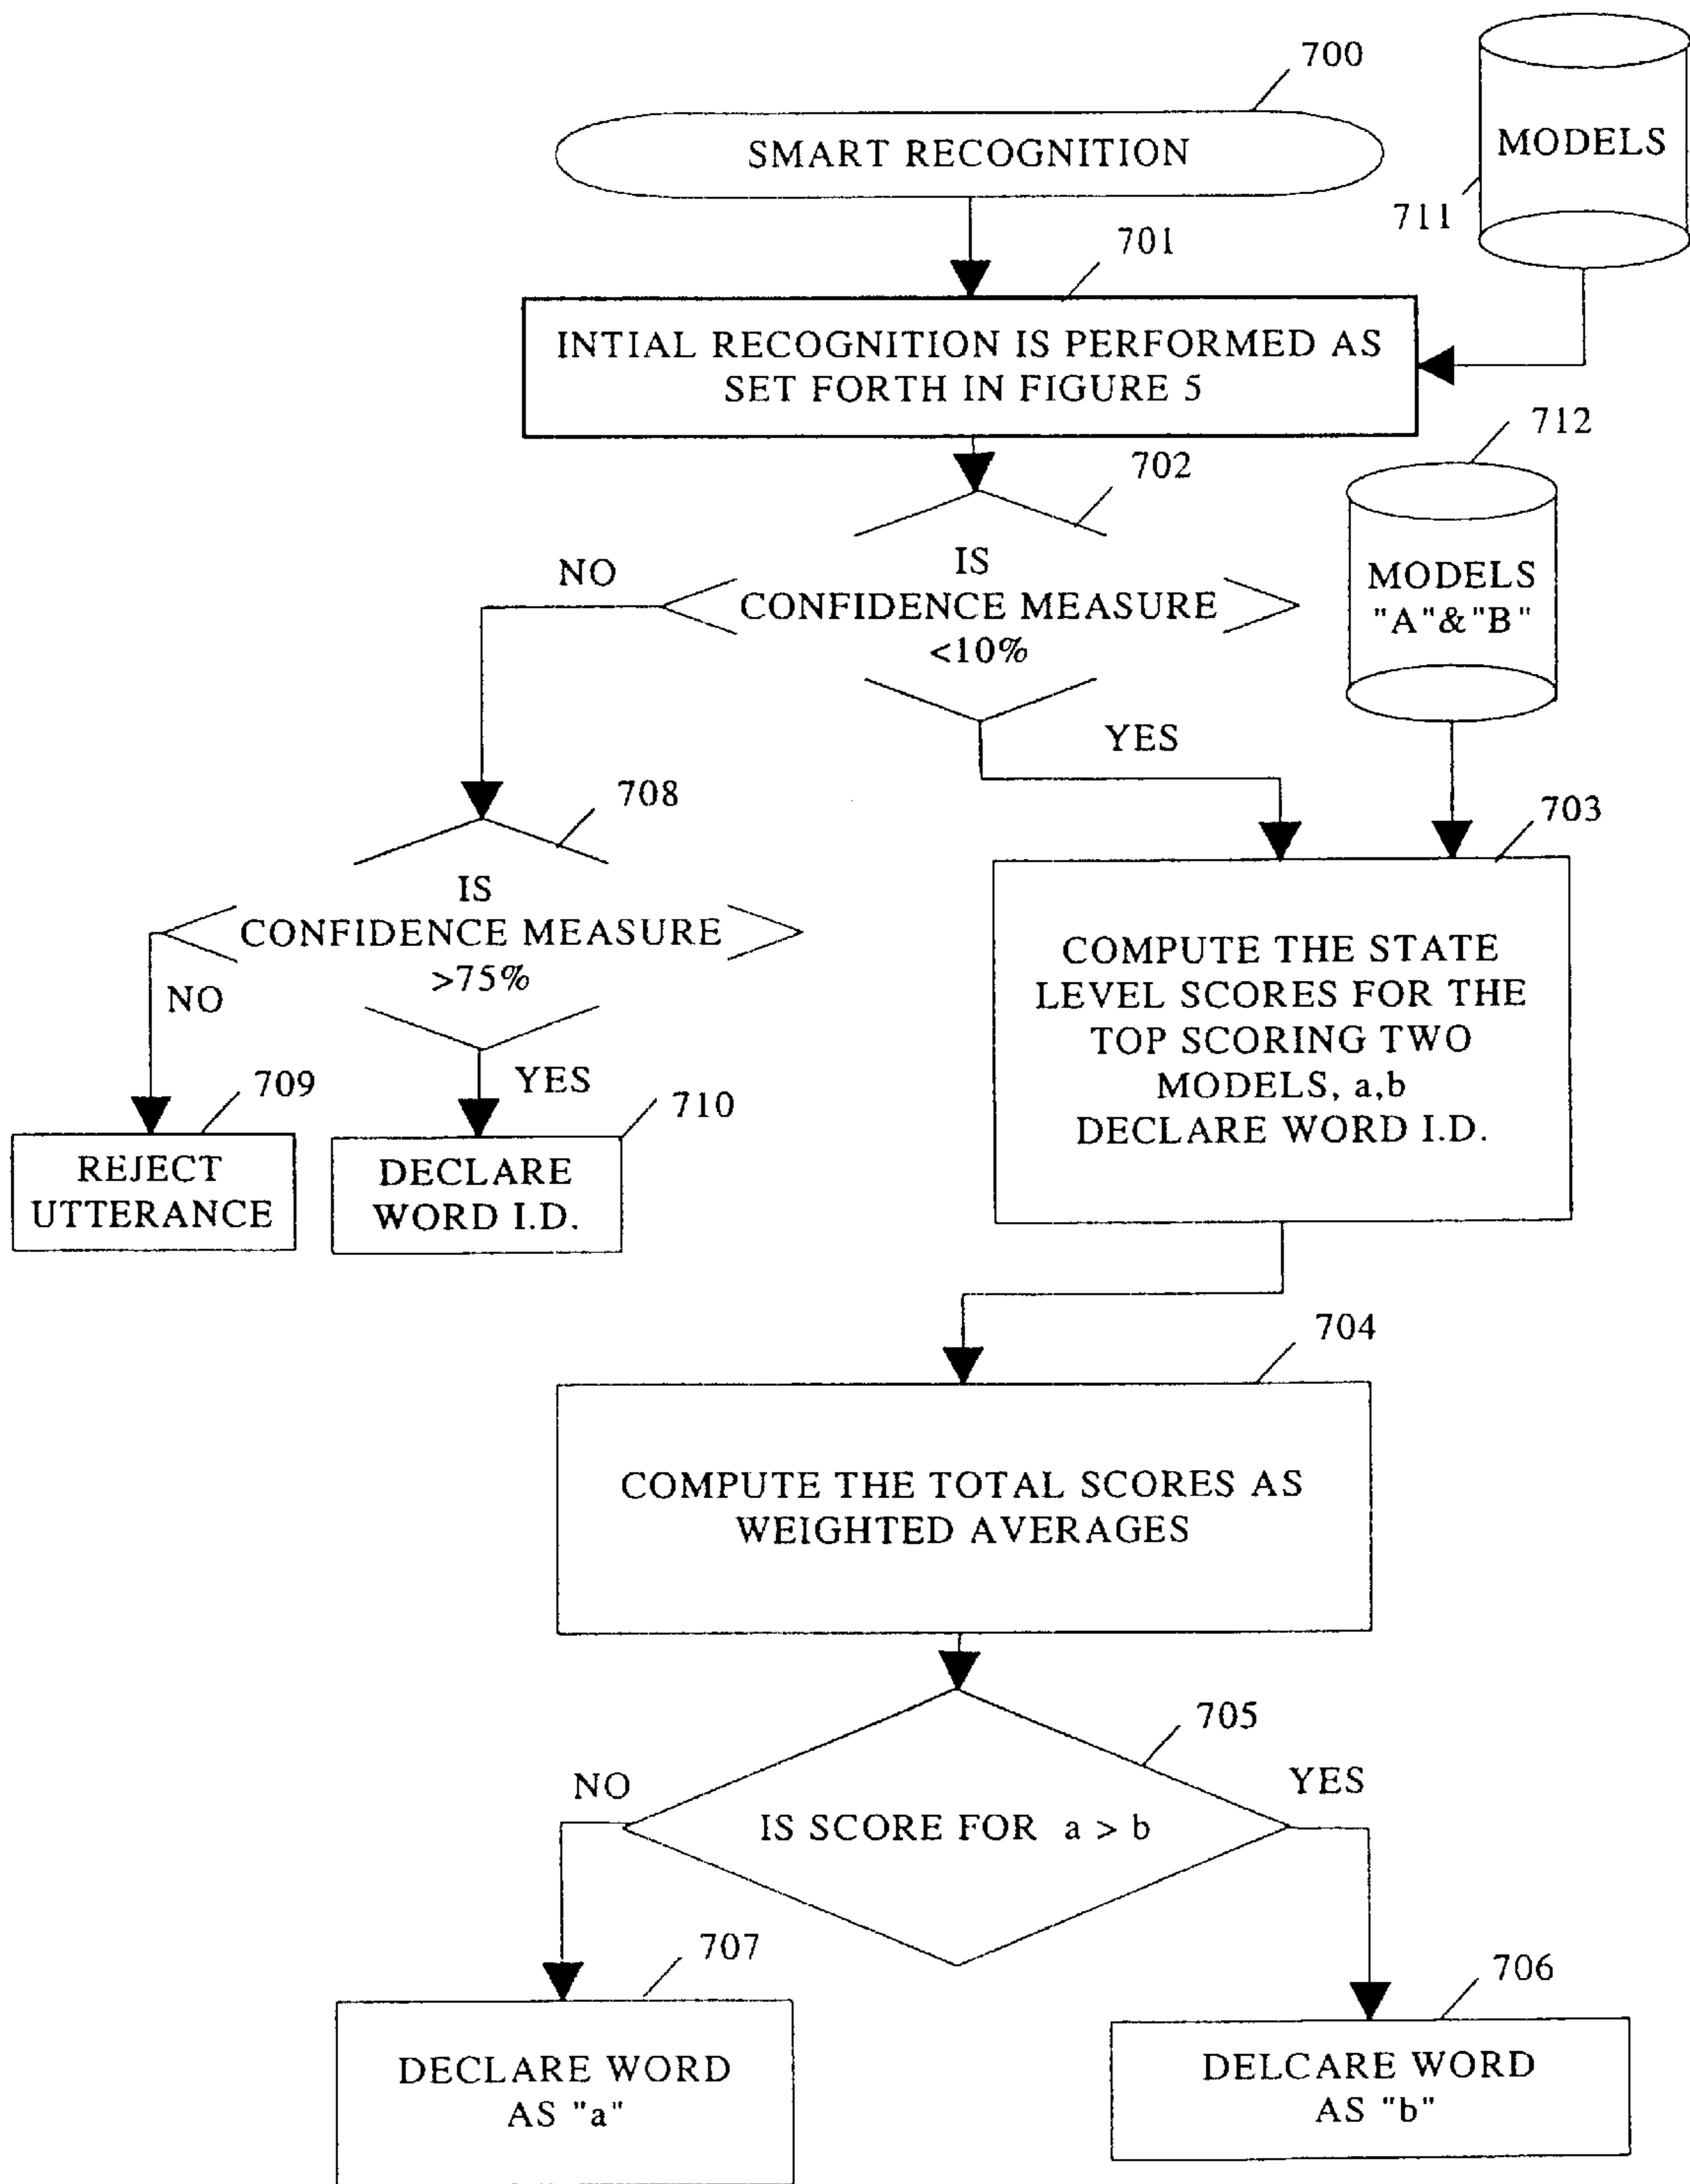 700
SMART RECOGNITION
MODELS
711
701
INTIAL RECOGNITION IS PERFORMED AS
SET FORTH IN FIGURE 5
712
702
IS
CONFIDENCE MEASURE
<10%
NO
MODELS
"A"&"B"
YES
708
703
IS
CONFIDENCE MEASURE
>75%
NO
YES
709
710
REJECT
UTTERANCE
DECLARE
WORD I.D.
COMPUTE THE STATE
LEVEL SCORES FOR THE
TOP SCORING TWO
MODELS, a,b
DECLARE WORD I.D.
704
COMPUTE THE TOTAL SCORES AS
WEIGHTED AVERAGES
705
NO
YES
IS SCORE FOR a > b
707
706
DECLARE WORD
AS "a"
DELCARE WORD
AS "b"